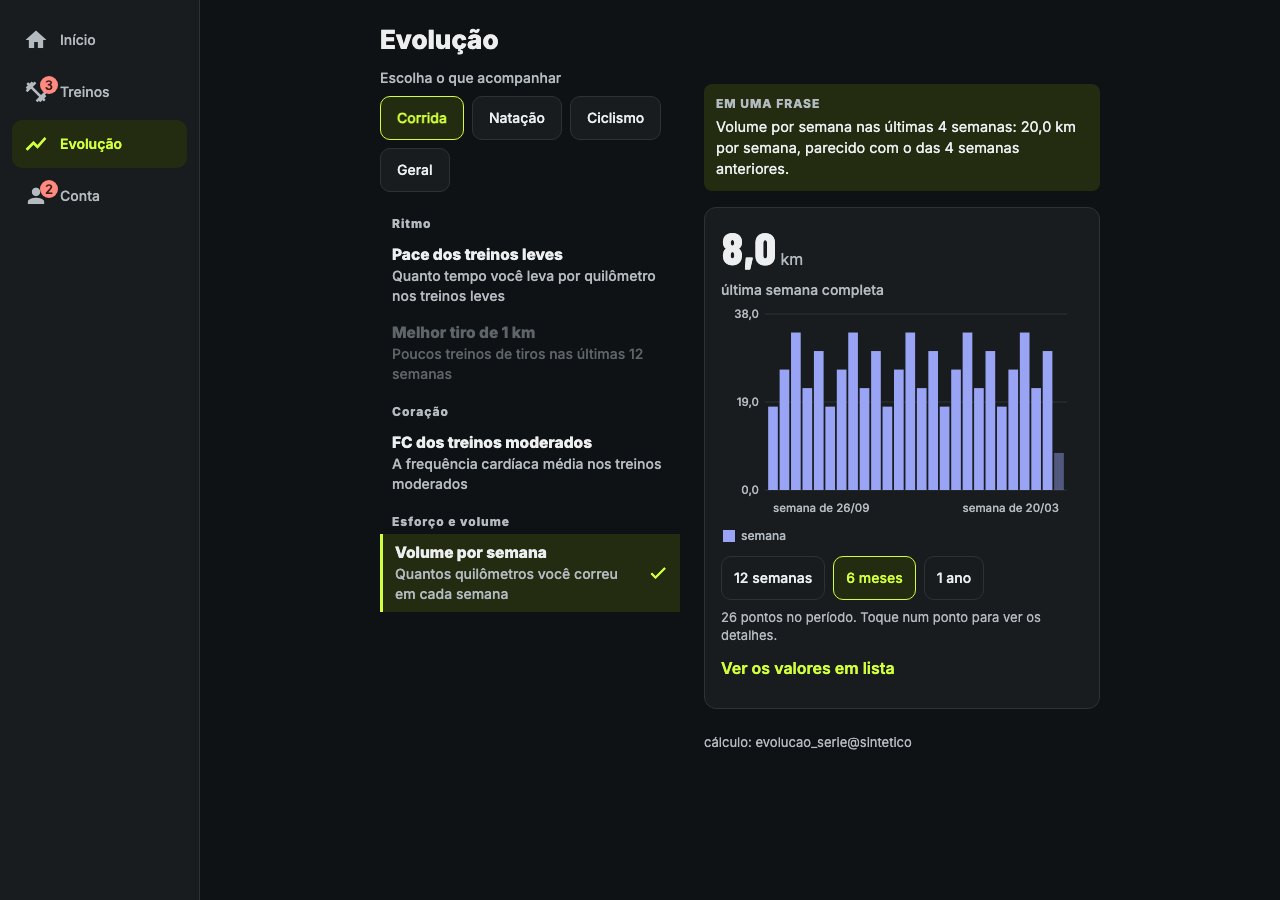 Início
3
Treinos
Evolução
2
Conta
Evolução
Escolha o que acompanhar
Corrida
Natação
Ciclismo
Geral
Ritmo
Pace dos treinos leves
Quanto tempo você leva por quilômetro
nos treinos leves
Melhor tiro de 1 km
Poucos treinos de tiros nas últimas 12
semanas
Coração
FC dos treinos moderados
A frequência cardíaca média nos treinos
moderados
Esforço e volume
Volume por semana
Quantos quilômetros você correu
em cada semana
EM UMA FRASE
Volume por semana nas últimas 4 semanas: 20,0 km
por semana, parecido com o das 4 semanas
anteriores.
8,0 km
última semana completa
38,0
19,0
0,0
semana de 26/09
semana de 20/03
semana
12 semanas
6 meses
1 ano
26 pontos no período. Toque num ponto para ver os
detalhes.
Ver os valores em lista
cálculo: evolucao_serie@sintetico